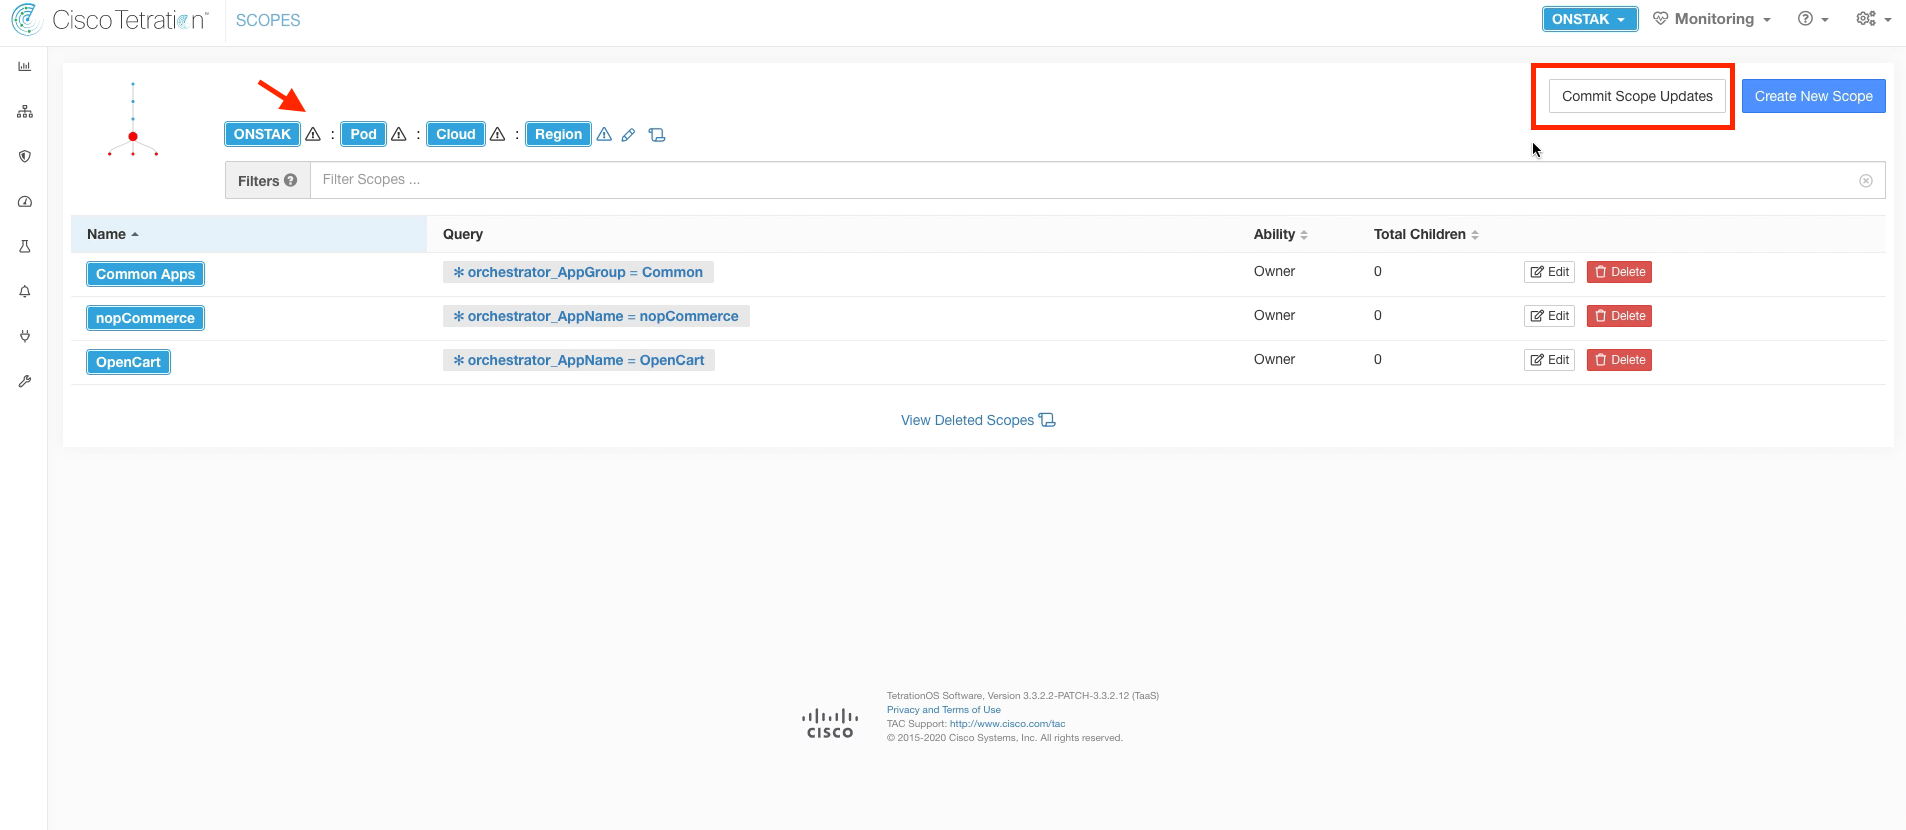 Cisco Tetration™
SCOPES
ONSTAK
Monitoring
Commit Scope Updates
Create New Scope
ONSTAK : Pod : Cloud : Region
Filters
Filter Scopes ...
Name Query Ability Total Children
Common Apps * orchestrator_AppGroup = Common Owner 0 Edit Delete
nopCommerce * orchestrator_AppName = nopCommerce Owner 0 Edit Delete
OpenCart * orchestrator_AppName = OpenCart Owner 0 Edit Delete
View Deleted Scopes
TetrationOS Software, Version 3.3.2.2-PATCH-3.3.2.12 (TaaS)
Privacy and Terms of Use
TAC Support: http://www.cisco.com/tac
© 2015-2020 Cisco Systems, Inc. All rights reserved.
CISCO